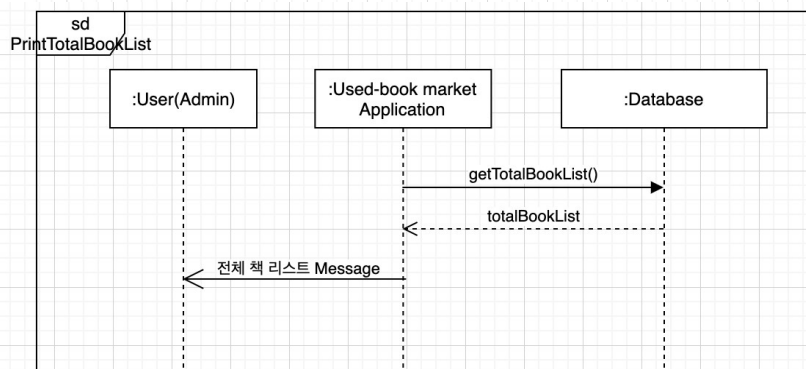 sd
PrintTotalBookList
:User(Admin)
:Used-book market
Application
:Database
getTotalBookList()
totalBookList
전체 책 리스트 Message